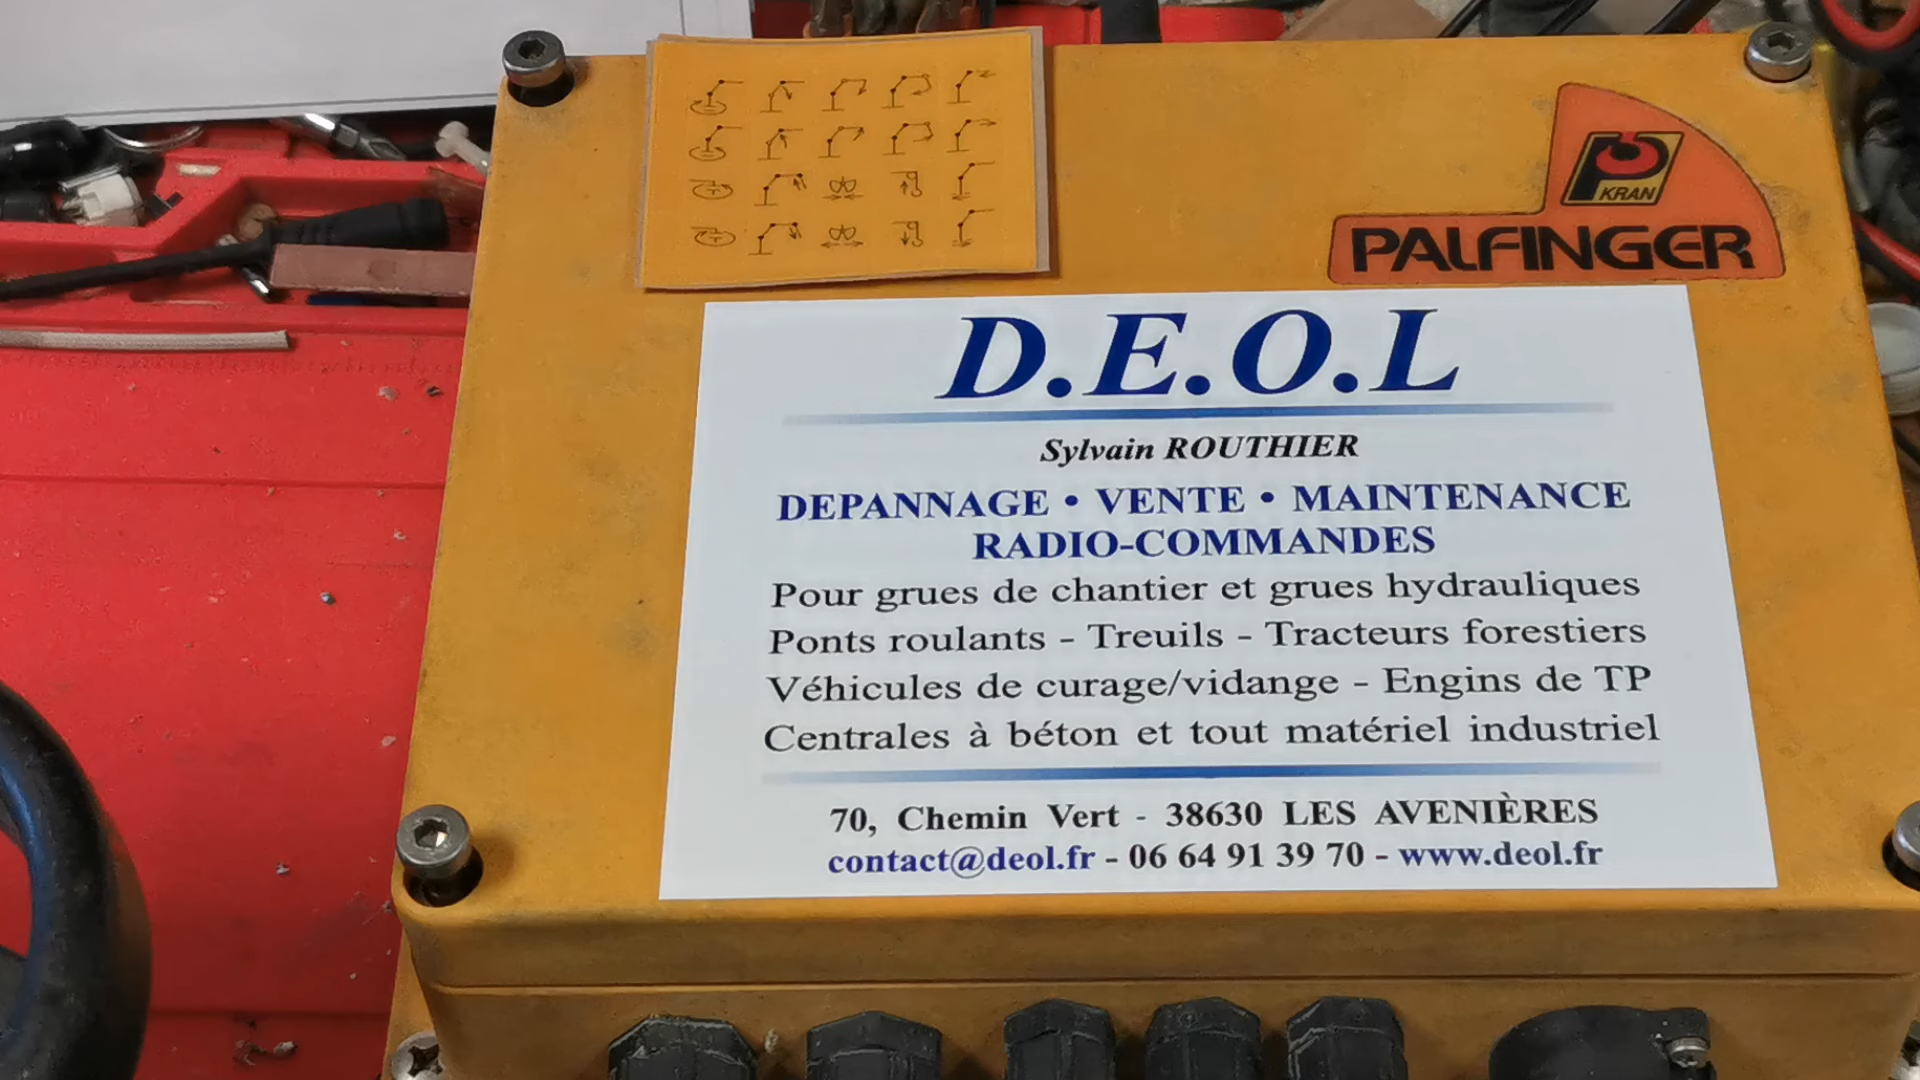 KRAN
PALFINGER
D.E.O.L
Sylvain ROUTHIER
DEPANNAGE • VENTE • MAINTENANCE
RADIO-COMMANDES
Pour grues de chantier et grues hydrauliques
Ponts roulants - Treuils - Tracteurs forestiers
Véhicules de curage/vidange - Engins de TP
Centrales à béton et tout matériel industriel
70, Chemin Vert - 38630 LES AVENIÈRES
contact@deol.fr - 06 64 91 39 70 - www.deol.fr